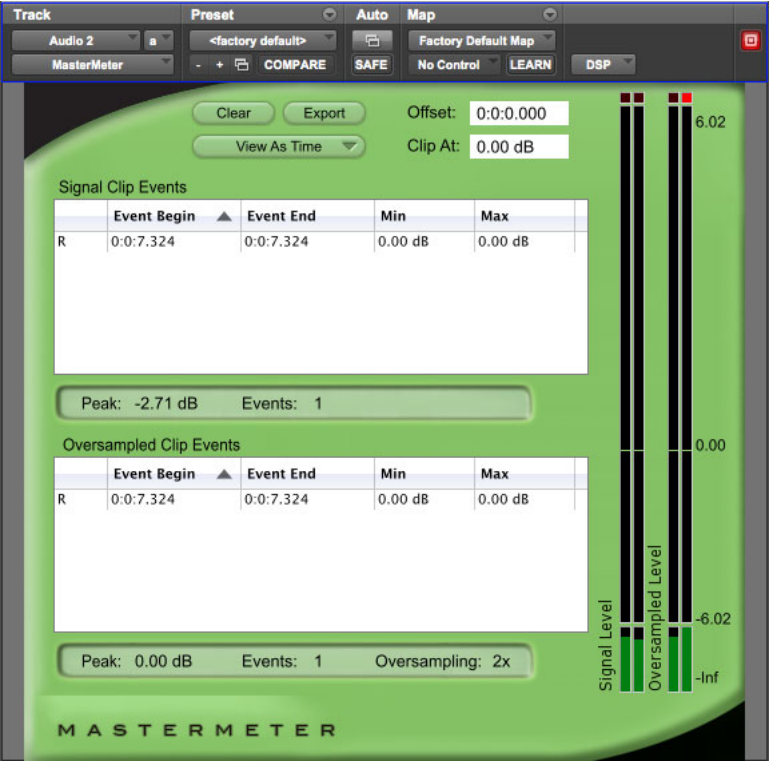 Track Preset Auto Map
Audio 2 a <factory default> Factory Default Map
MasterMeter - + COMPARE SAFE No Control LEARN DSP
Clear Export Offset: 0:0:0.000
View As Time Clip At: 0.00 dB
6.02
Signal Clip Events
Event Begin Event End Min Max
R 0:0:7.324 0:0:7.324 0.00 dB 0.00 dB
Peak: -2.71 dB Events: 1
Oversampled Clip Events
0.00
Event Begin Event End Min Max
R 0:0:7.324 0:0:7.324 0.00 dB 0.00 dB
-6.02
Peak: 0.00 dB Events: 1 Oversampling: 2x
Signal Level
Oversampled Level
-Inf
MASTERMETER